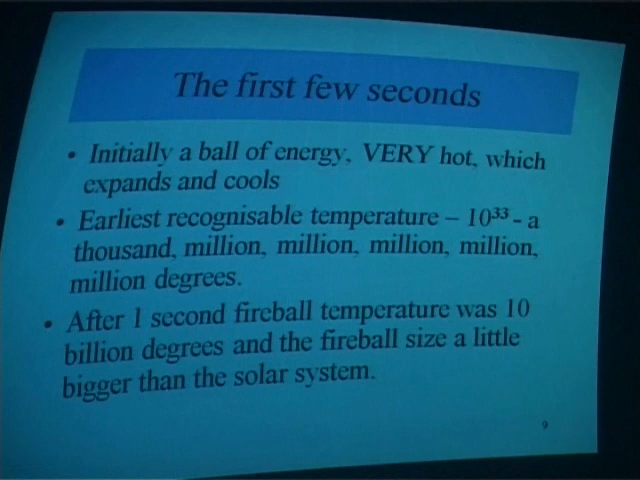 The first few seconds
• Initially a ball of energy, VERY hot, which
expands and cools
• Earliest recognisable temperature – 10³³ - a
thousand, million, million, million, million,
million degrees.
• After 1 second fireball temperature was 10
billion degrees and the fireball size a little
bigger than the solar system.
9